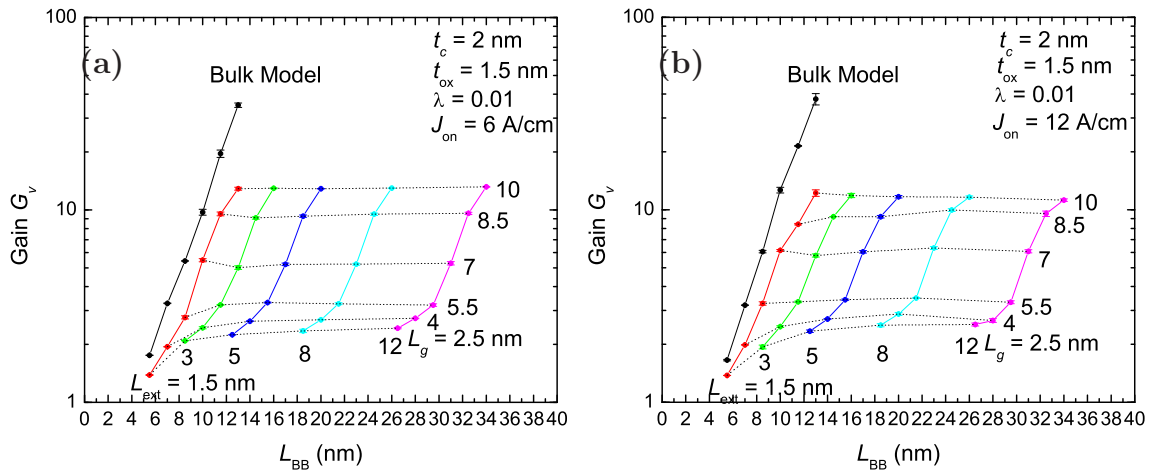 (a)
Gain G_v
100
10
1
t_c = 2 nm
t_ox = 1.5 nm
λ = 0.01
J_on = 6 A/cm
Bulk Model
10
8.5
7
5.5
4
L_g = 2.5 nm
3
5
8
12
L_ext = 1.5 nm
0 2 4 6 8 10 12 14 16 18 20 22 24 26 28 30 32 34 36 38 40
L_BB (nm)
(b)
Gain G_v
100
10
1
t_c = 2 nm
t_ox = 1.5 nm
λ = 0.01
J_on = 12 A/cm
Bulk Model
10
8.5
7
5.5
4
L_g = 2.5 nm
3
5
8
12
L_ext = 1.5 nm
0 2 4 6 8 10 12 14 16 18 20 22 24 26 28 30 32 34 36 38 40
L_BB (nm)